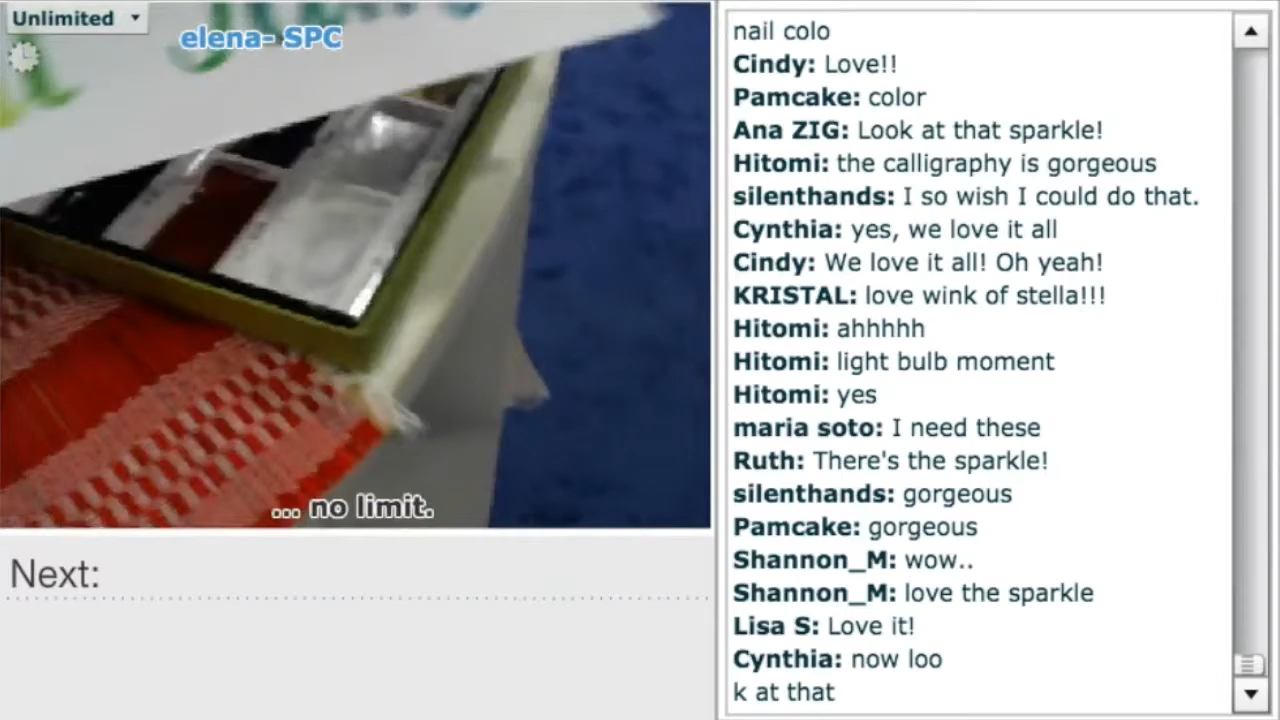 Unlimited
elena- SPC
... no limit.
Next:
nail colo
Cindy: Love!!
Pamcake: color
Ana ZIG: Look at that sparkle!
Hitomi: the calligraphy is gorgeous
silenthands: I so wish I could do that.
Cynthia: yes, we love it all
Cindy: We love it all! Oh yeah!
KRISTAL: love wink of stella!!!
Hitomi: ahhhhh
Hitomi: light bulb moment
Hitomi: yes
maria soto: I need these
Ruth: There's the sparkle!
silenthands: gorgeous
Pamcake: gorgeous
Shannon_M: wow..
Shannon_M: love the sparkle
Lisa S: Love it!
Cynthia: now loo
k at that